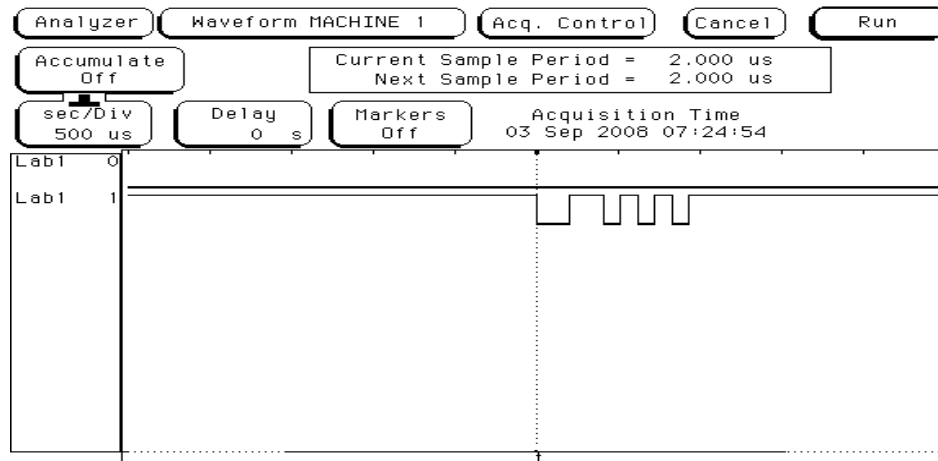 Analyzer Waveform MACHINE 1 Acq. Control Cancel Run
Accumulate
Off
Current Sample Period = 2.000 us
Next Sample Period = 2.000 us
sec/Div
500 us
Delay
0 s
Markers
Off
Acquisition Time
03 Sep 2008 07:24:54
Lab1 0
Lab1 1